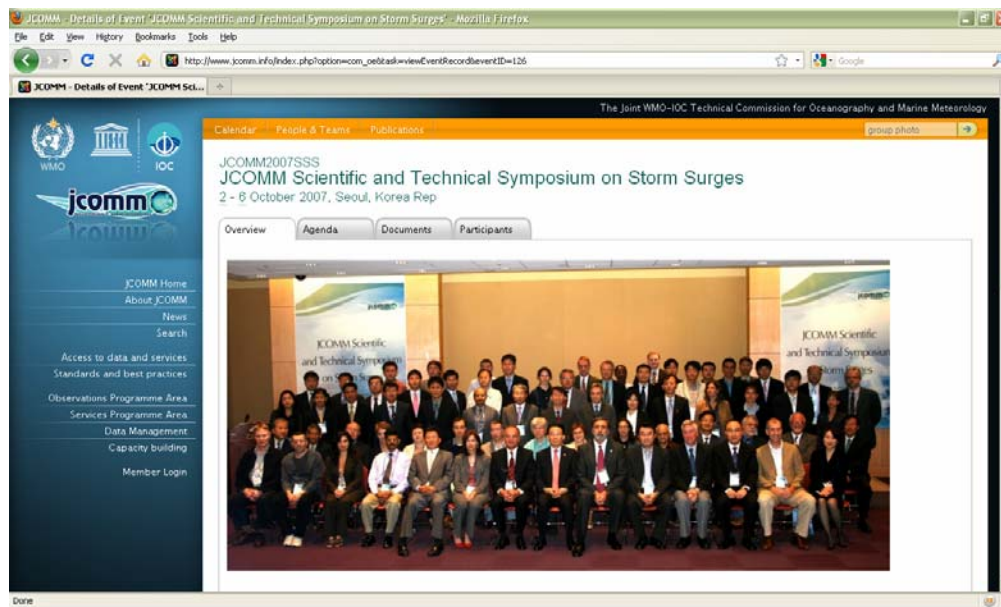 JCOMM - Details of Event 'JCOMM Scientific and Technical Symposium on Storm Surges' - Mozilla Firefox
File Edit View History Bookmarks Tools Help
http://www.jcomm.info/index.php?option=com_oe&task=viewEventRecord&eventID=126
Google
JCOMM - Details of Event 'JCOMM Sci...
The Joint WMO-IOC Technical Commission for Oceanography and Marine Meteorology
Calendar People & Teams Publications
group photo
WMO
IOC
jcomm
JCOMM2007SSS
JCOMM Scientific and Technical Symposium on Storm Surges
2 - 6 October 2007, Seoul, Korea Rep
Overview Agenda Documents Participants
JCOMM Home
About JCOMM
News
Search
Access to data and services
Standards and best practices
Observations Programme Area
Services Programme Area
Data Management
Capacity building
Member Login
JCOMM Scientific
and Technical Symposium
on Storm
JCOMM Scientific
and Technical Symposium
Storm
Done